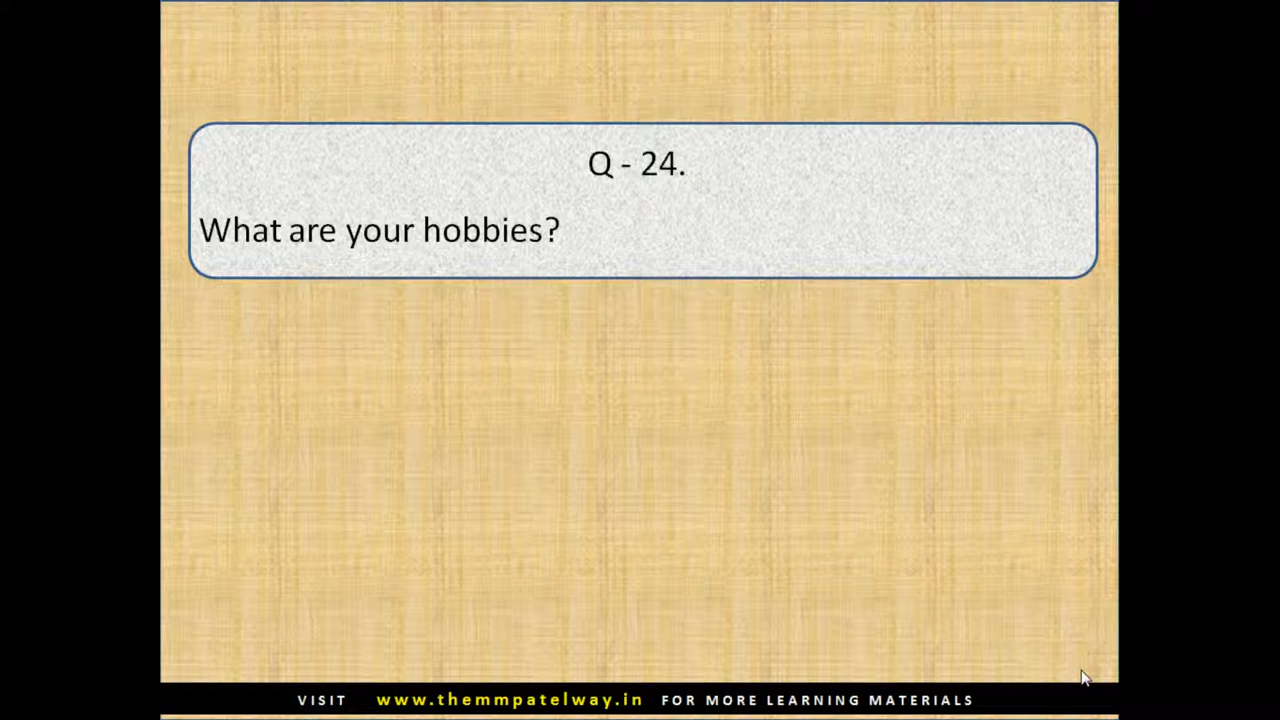 Q - 24.
What are your hobbies?
VISIT www.themmpatelway.in FOR MORE LEARNING MATERIALS